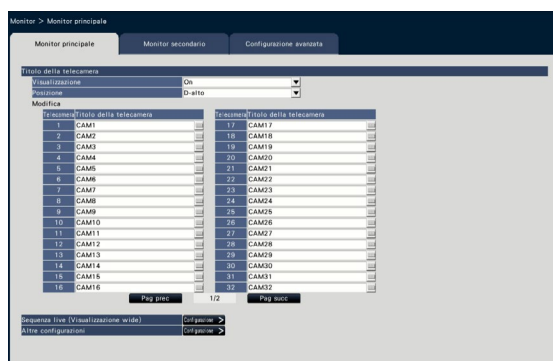 Monitor > Monitor principale
Monitor principale Monitor secondario Configurazione avanzata
Titolo della telecamera
Visualizzazione On
Posizione D-alto
Modifica
Telecamera Titolo della telecamera Telecamera Titolo della telecamera
1 CAM1 17 CAM17
2 CAM2 18 CAM18
3 CAM3 19 CAM19
4 CAM4 20 CAM20
5 CAM5 21 CAM21
6 CAM6 22 CAM22
7 CAM7 23 CAM23
8 CAM8 24 CAM24
9 CAM9 25 CAM25
10 CAM10 26 CAM26
11 CAM11 27 CAM27
12 CAM12 28 CAM28
13 CAM13 29 CAM29
14 CAM14 30 CAM30
15 CAM15 31 CAM31
16 CAM16 32 CAM32
Pag prec 1/2 Pag succ
Sequenza live (Visualizzazione wide) Configurazione >
Altre configurazioni Configurazione >